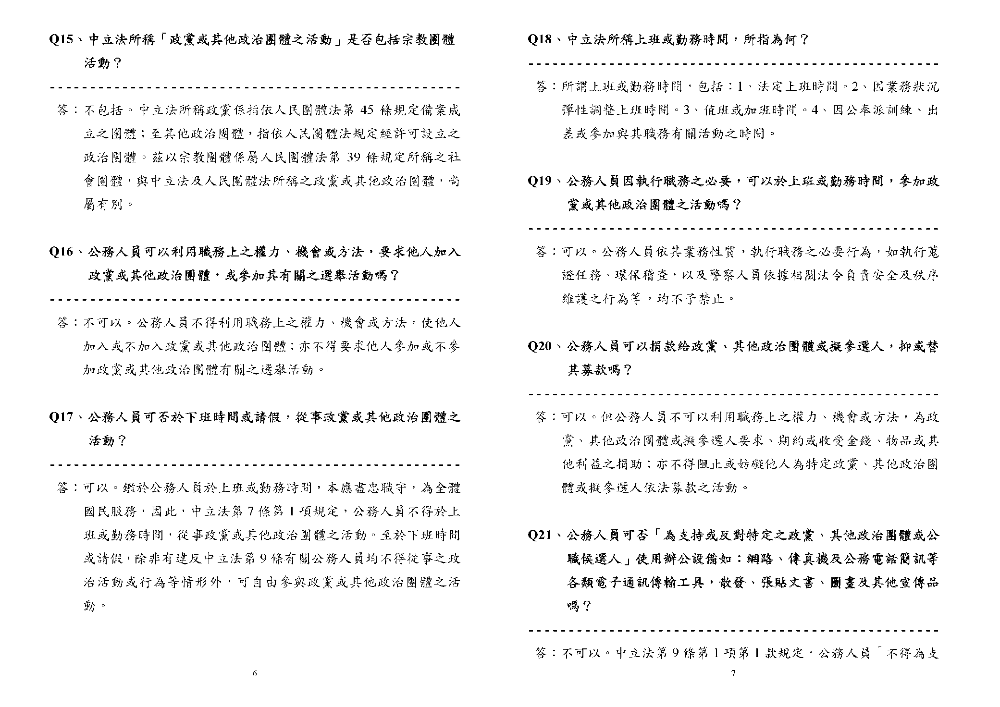 Q15、中立法所稱「政黨或其他政治團體之活動」是否包括宗教團體
活動？
--------------------------------------------------
答：不包括。中立法所稱政黨係指依人民團體法第 45 條規定備案成
立之團體；至其他政治團體，指依人民團體法規定經許可設立之
政治團體。茲以宗教團體係屬人民團體法第 39 條規定所稱之社
會團體，與中立法及人民團體法所稱之政黨或其他政治團體，尚
屬有別。
Q16、公務人員可以利用職務上之權力、機會或方法，要求他人加入
政黨或其他政治團體，或參加其有關之選舉活動嗎？
--------------------------------------------------
答：不可以。公務人員不得利用職務上之權力、機會或方法，使他人
加入或不加入政黨或其他政治團體；亦不得要求他人參加或不參
加政黨或其他政治團體有關之選舉活動。
Q17、公務人員可否於下班時間或請假，從事政黨或其他政治團體之
活動？
--------------------------------------------------
答：可以。鑑於公務人員於上班或勤務時間，本應盡忠職守，為全體
國民服務，因此，中立法第 7 條第 1 項規定，公務人員不得於上
班或勤務時間，從事政黨或其他政治團體之活動。至於下班時間
或請假，除非有違反中立法第 9 條有關公務人員均不得從事之政
治活動或行為等情形外，可自由參與政黨或其他政治團體之活
動。
6
Q18、中立法所稱上班或勤務時間，所指為何？
--------------------------------------------------
答：所謂上班或勤務時間，包括：1、法定上班時間。2、因業務狀況
彈性調整上班時間。3、值班或加班時間。4、因公奉派訓練、出
差或參加與其職務有關活動之時間。
Q19、公務人員因執行職務之必要，可以於上班或勤務時間，參加政
黨或其他政治團體之活動嗎？
--------------------------------------------------
答：可以。公務人員依其業務性質，執行職務之必要行為，如執行蒐
證任務、環保稽查，以及警察人員依據相關法令負責安全及秩序
維護之行為等，均不予禁止。
Q20、公務人員可以捐款給政黨、其他政治團體或擬參選人，抑或替
其募款嗎？
--------------------------------------------------
答：可以。但公務人員不可以利用職務上之權力、機會或方法，為政
黨、其他政治團體或擬參選人要求、期約或收受金錢、物品或其
他利益之捐助；亦不得阻止或妨礙他人為特定政黨、其他政治團
體或擬參選人依法募款之活動。
Q21、公務人員可否「為支持或反對特定之政黨、其他政治團體或公
職候選人」使用辦公設備如：網路、傳真機及公務電話簡訊等
各類電子通訊傳輸工具，散發、張貼文書、圖畫及其他宣傳品
嗎？
--------------------------------------------------
答：不可以。中立法第 9 條第 1 項第 1 款規定，公務人員「不得為支
7